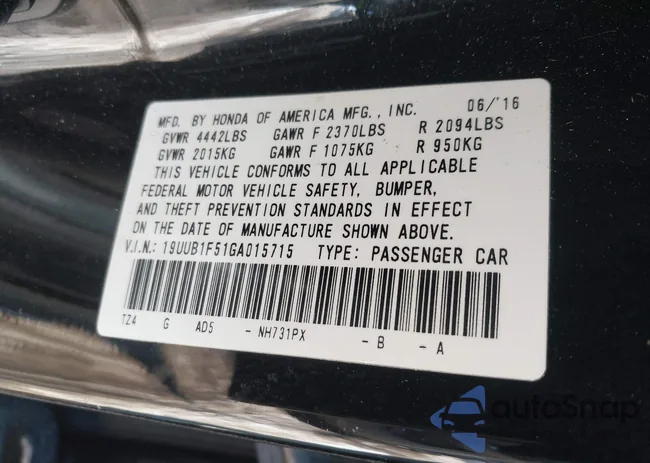 MFD. BY HONDA OF AMERICA MFG., INC. 06/'16
GVWR 4442LBS GAWR F 2370LBS R 2094LBS
GVWR 2015KG GAWR F 1075KG R 950KG
THIS VEHICLE CONFORMS TO ALL APPLICABLE
FEDERAL MOTOR VEHICLE SAFETY, BUMPER,
AND THEFT PREVENTION STANDARDS IN EFFECT
ON THE DATE OF MANUFACTURE SHOWN ABOVE.
V.I.N.: 19UUB1F51GA015715 TYPE: PASSENGER CAR
TZ4 G AD5 - NH731PX - B - A
autoSnap